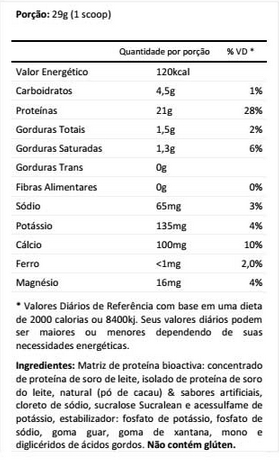 Porção: 29g (1 scoop)
Quantidade por porção % VD *
Valor Energético 120kcal
Carboidratos 4,5g 1%
Proteínas 21g 28%
Gorduras Totais 1,5g 2%
Gorduras Saturadas 1,3g 6%
Gorduras Trans 0g
Fibras Alimentares 0g 0%
Sódio 65mg 3%
Potássio 135mg 4%
Cálcio 100mg 10%
Ferro <1mg 2,0%
Magnésio 16mg 4%
* Valores Diários de Referência com base em uma dieta
de 2000 calorias ou 8400kj. Seus valores diários podem
ser maiores ou menores dependendo de suas
necessidades energéticas.
Ingredientes: Matriz de proteína bioactiva: concentrado
de proteína de soro de leite, isolado de proteína de soro
do leite, natural (pó de cacau) & sabores artificiais,
cloreto de sódio, sucralose Sucralean e acessulfame de
potássio, estabilizador: fosfato de potássio, fosfato de
sódio, goma guar, goma de xantana, mono e
diglicéridos de ácidos gordos. Não contém glúten.